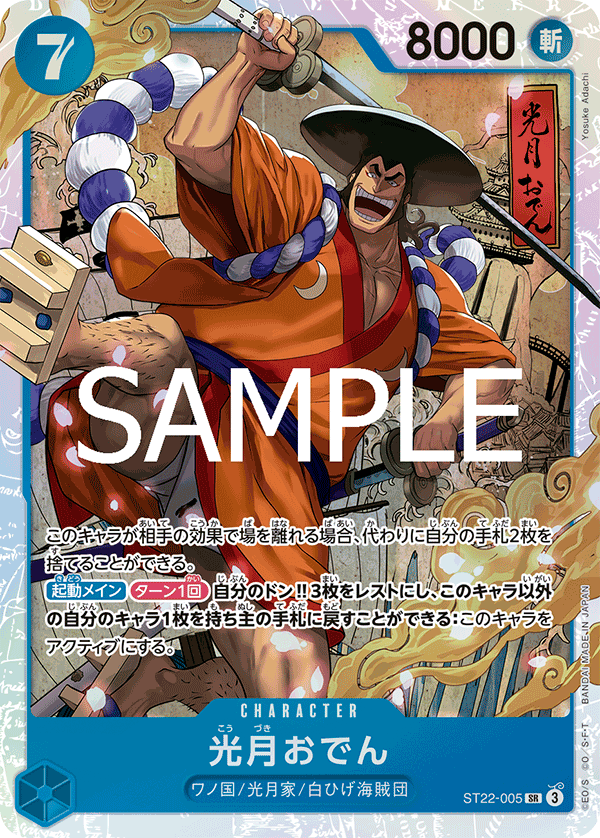 7
8000
斬
Yosuke Adachi
光月おでん
SAMPLE
このキャラが相手の効果で場を離れる場合、代わりに自分の手札2枚を
捨てることができる。
起動メイン ターン1回 自分のドン!!3枚をレストにし、このキャラ以外
の自分のキャラ1枚を持ち主の手札に戻すことができる:このキャラを
アクティブにする。
CHARACTER
光月おでん
ワノ国/光月家/白ひげ海賊団
ST22-005 SR 3
©E.O/S ©O/S・F・T BANDAI MADE IN JAPAN